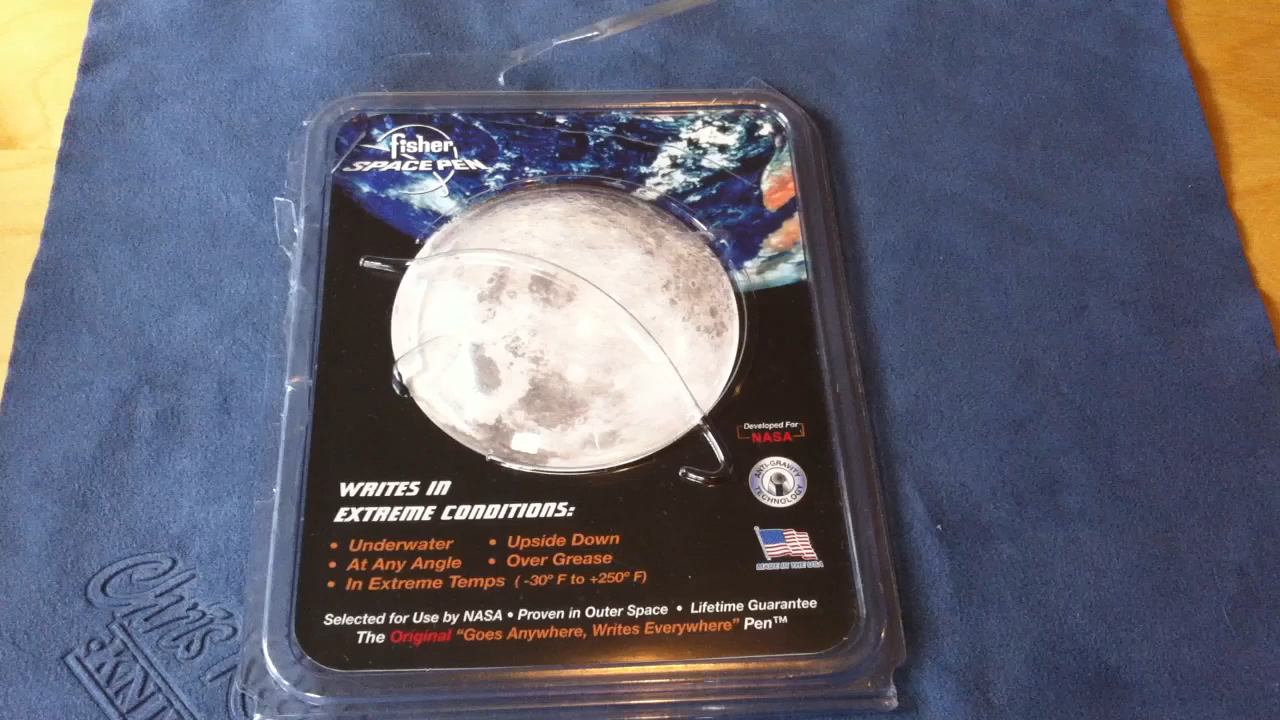 fisher
SPACE PEN
Developed For
NASA
ANTI-GRAVITY
TECHNOLOGY
WRITES IN
EXTREME CONDITIONS:
• Underwater • Upside Down
• At Any Angle • Over Grease
• In Extreme Temps (-30° F to +250° F)
MADE IN THE USA
Selected for Use by NASA • Proven in Outer Space • Lifetime Guarantee
The Original "Goes Anywhere, Writes Everywhere" Pen™
Chris